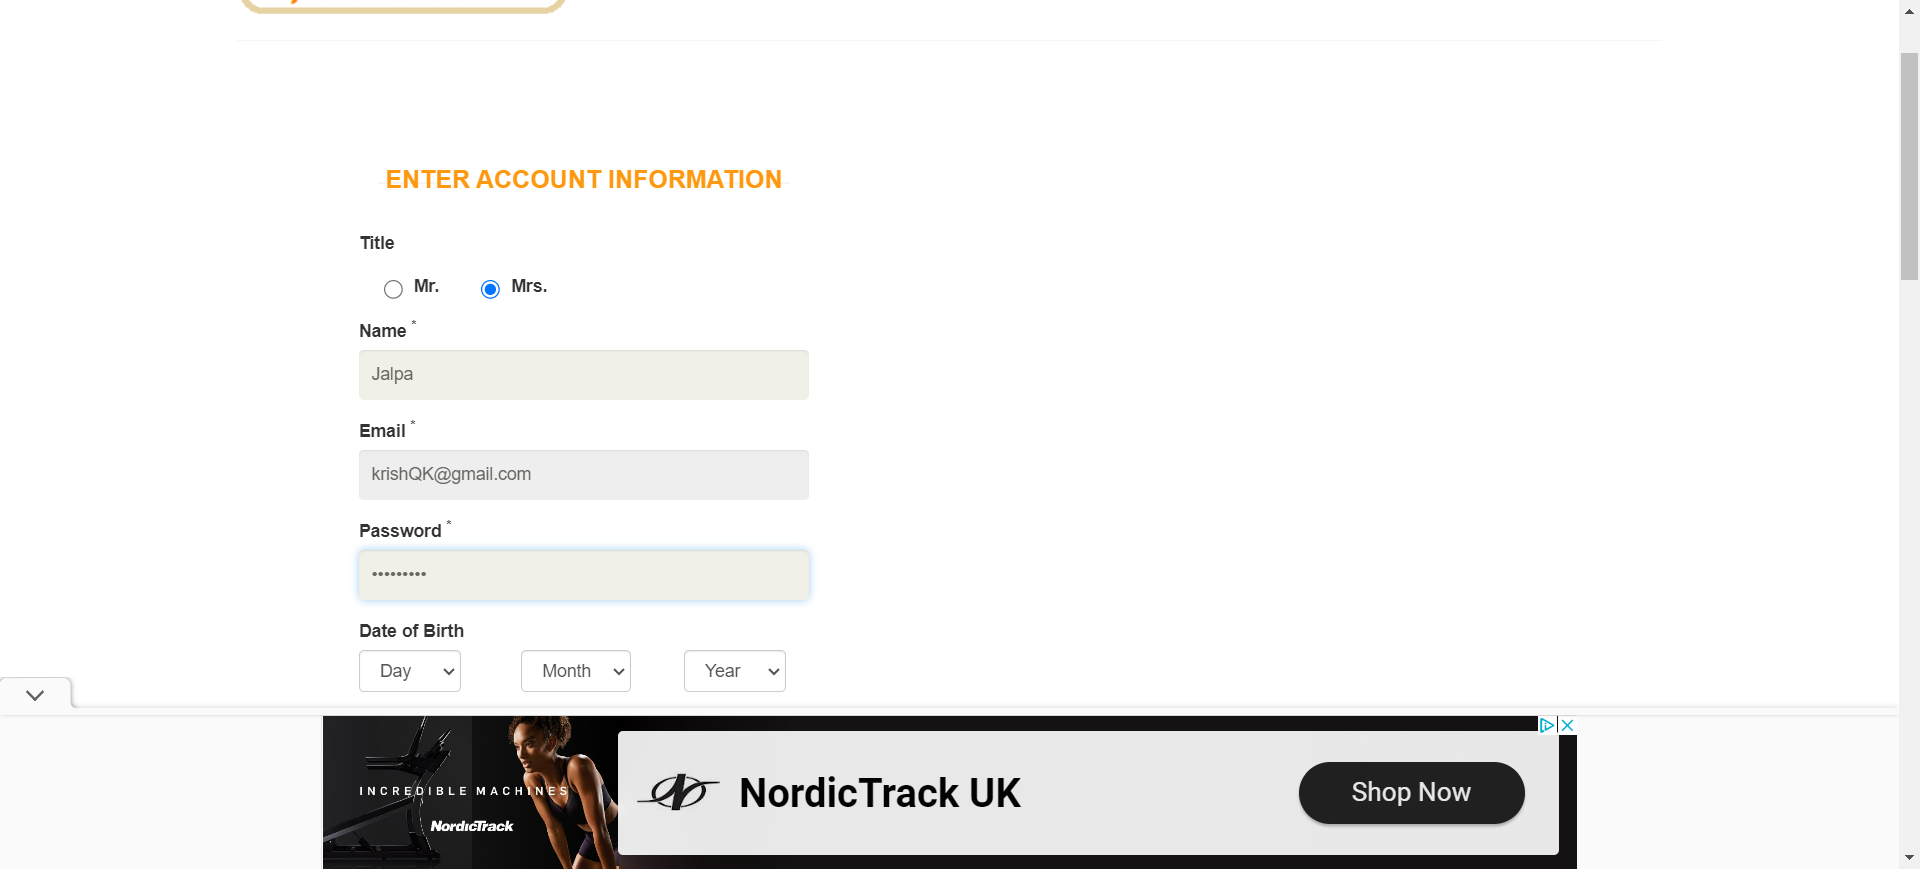 ENTER ACCOUNT INFORMATION
Title
Mr. Mrs.
Name *
Jalpa
Email *
krishQK@gmail.com
Password *
•••••••••
Date of Birth
Day Month Year
INCREDIBLE MACHINES
NordicTrack
NordicTrack UK
Shop Now